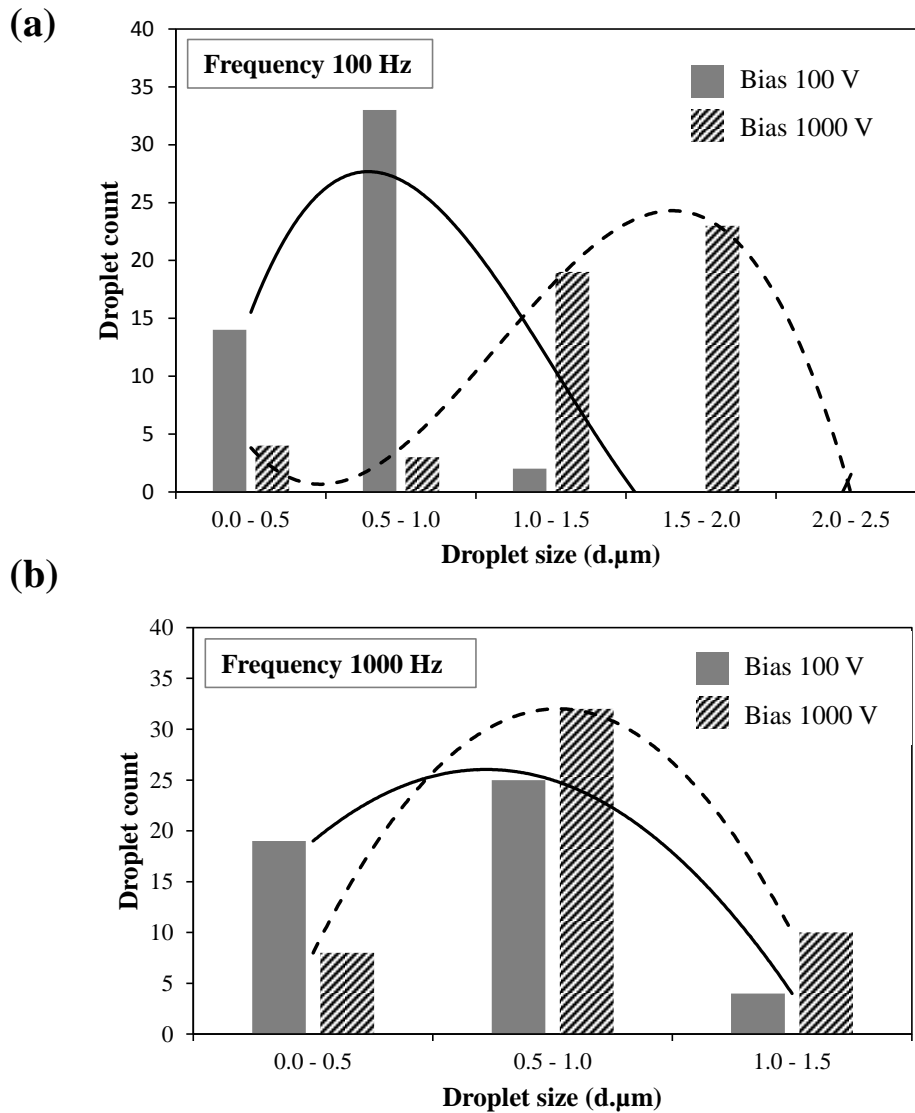 (a)
Frequency 100 Hz
Bias 100 V
Bias 1000 V
40
35
30
25
20
15
10
5
0
Droplet count
0.0 - 0.5
0.5 - 1.0
1.0 - 1.5
1.5 - 2.0
2.0 - 2.5
Droplet size (d.µm)
(b)
Frequency 1000 Hz
Bias 100 V
Bias 1000 V
40
35
30
25
20
15
10
5
0
Droplet count
0.0 - 0.5
0.5 - 1.0
1.0 - 1.5
Droplet size (d.µm)